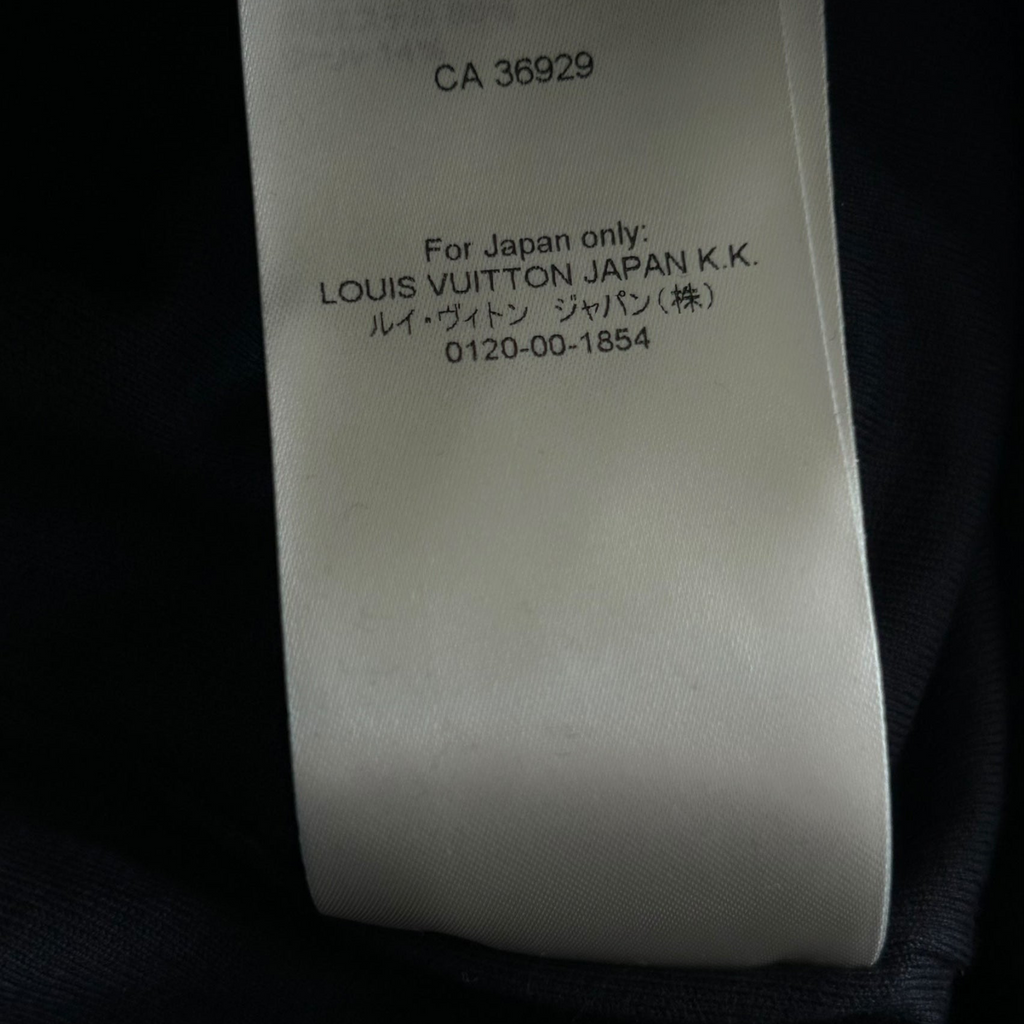 CA 36929
For Japan only:
LOUIS VUITTON JAPAN K.K.
ルイ・ヴィトン　ジャパン（株）
0120-00-1854